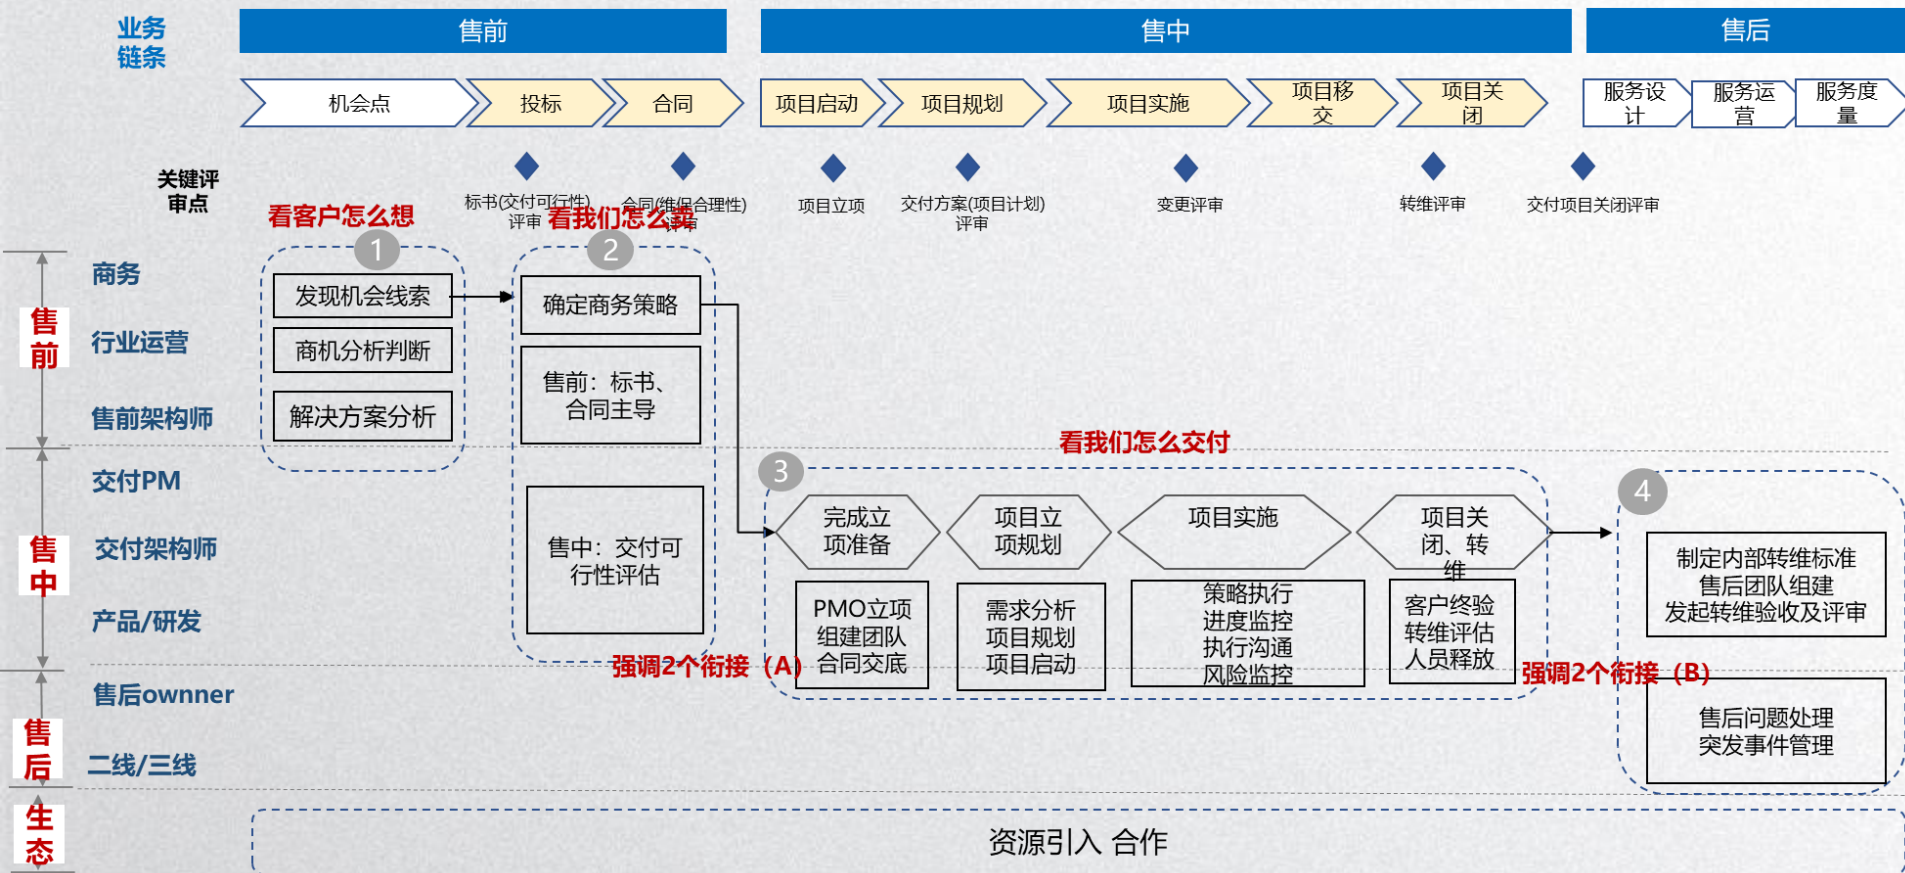 业务
链条
售前
售中
售后
机会点
投标
合同
项目启动
项目规划
项目实施
项目移
交
项目关
闭
服务设
计
服务运
营
服务度
量
关键评
审点
标书(交付可行性)
评审
合同(维保合理性)
评审
项目立项
交付方案(项目计划)
评审
变更评审
转维评审
交付项目关闭评审
看客户怎么想
看我们怎么卖
1
2
售
前
商务
行业运营
售前架构师
发现机会线索
商机分析判断
解决方案分析
确定商务策略
售前：标书、
合同主导
看我们怎么交付
售
中
交付PM
交付架构师
产品/研发
售中：交付可
行性评估
3
完成立
项准备
项目立
项规划
项目实施
项目关
闭、转
维
PMO立项
组建团队
合同交底
需求分析
项目规划
项目启动
策略执行
进度监控
执行沟通
风险监控
客户终验
转维评估
人员释放
4
制定内部转维标准
售后团队组建
发起转维验收及评审
强调2个衔接（A）
强调2个衔接（B）
售
后
售后ownner
二线/三线
售后问题处理
突发事件管理
生
态
资源引入 合作